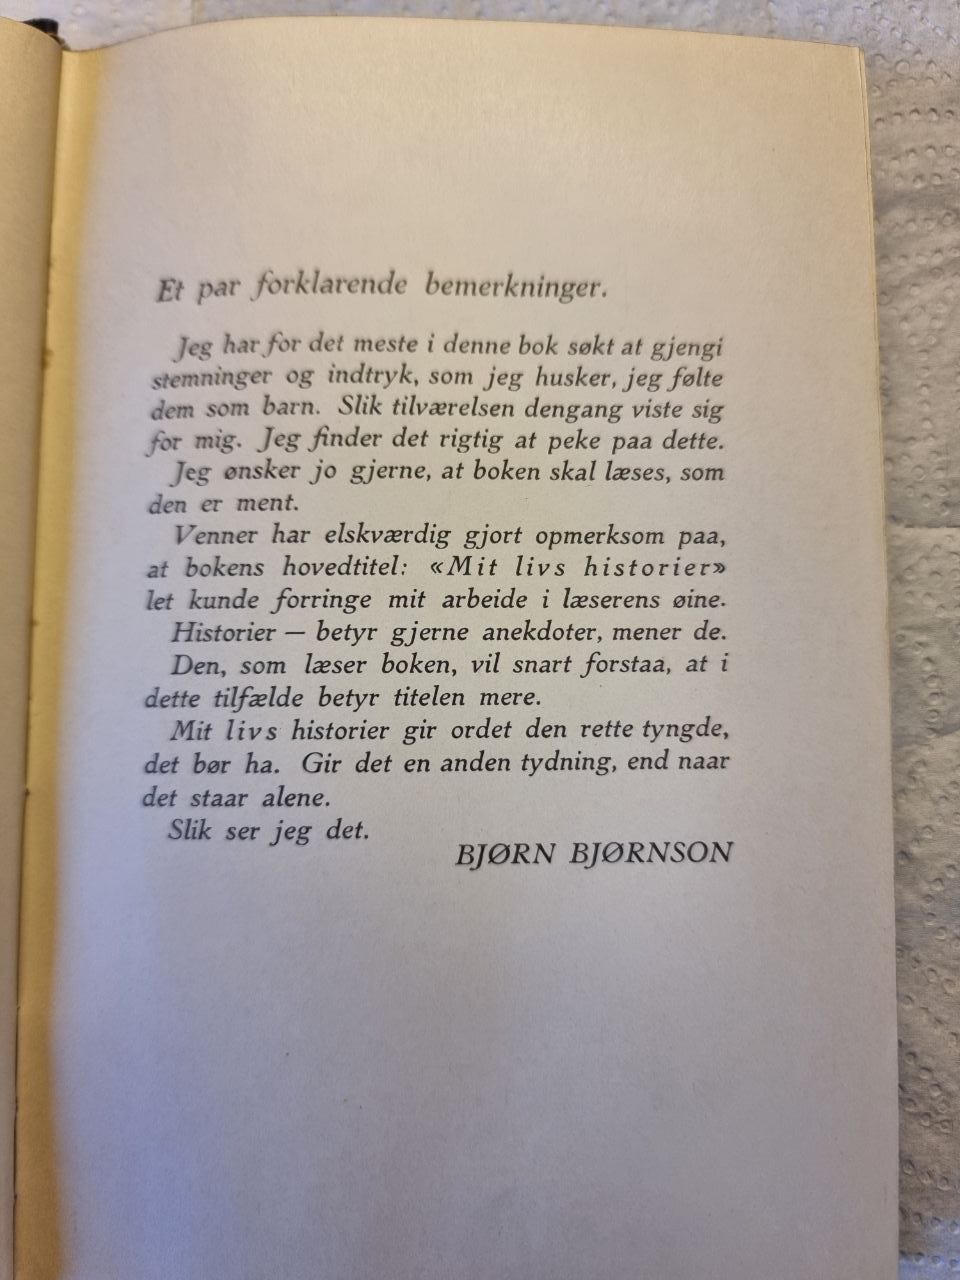 Et par forklarende bemerkninger.
Jeg har for det meste i denne bok søkt at gjengi
stemninger og indtryk, som jeg husker, jeg følte
dem som barn. Slik tilværelsen dengang viste sig
for mig. Jeg finder det rigtig at peke paa dette.
Jeg ønsker jo gjerne, at boken skal læses, som
den er ment.
Venner har elskværdig gjort opmerksom paa,
at bokens hovedtitel: «Mit livs historier»
let kunde forringe mit arbeide i læserens øine.
Historier — betyr gjerne anekdoter, mener de.
Den, som læser boken, vil snart forstaa, at i
dette tilfælde betyr titelen mere.
Mit livs historier gir ordet den rette tyngde,
det bør ha. Gir det en anden tydning, end naar
det staar alene.
Slik ser jeg det.
BJØRN BJØRNSON